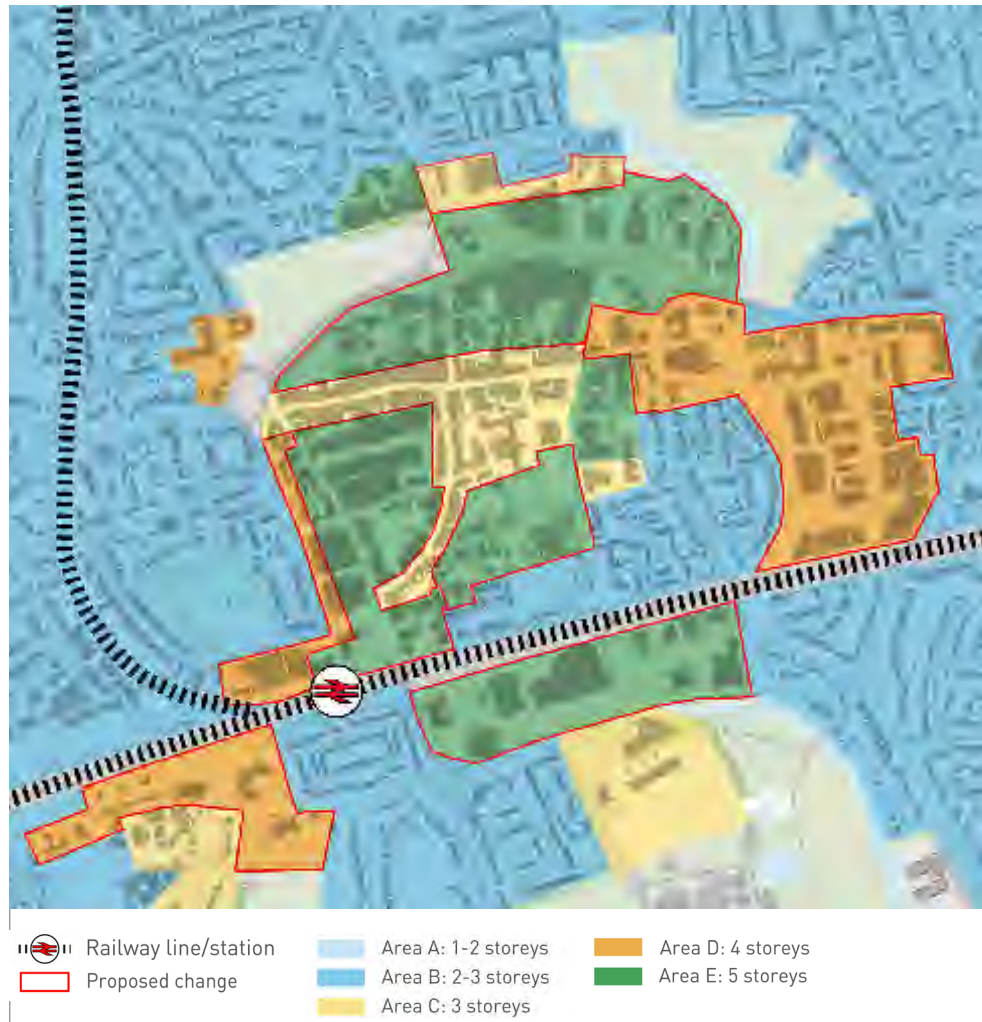 Railway line/station
Proposed change
Area A: 1-2 storeys
Area B: 2-3 storeys
Area C: 3 storeys
Area D: 4 storeys
Area E: 5 storeys